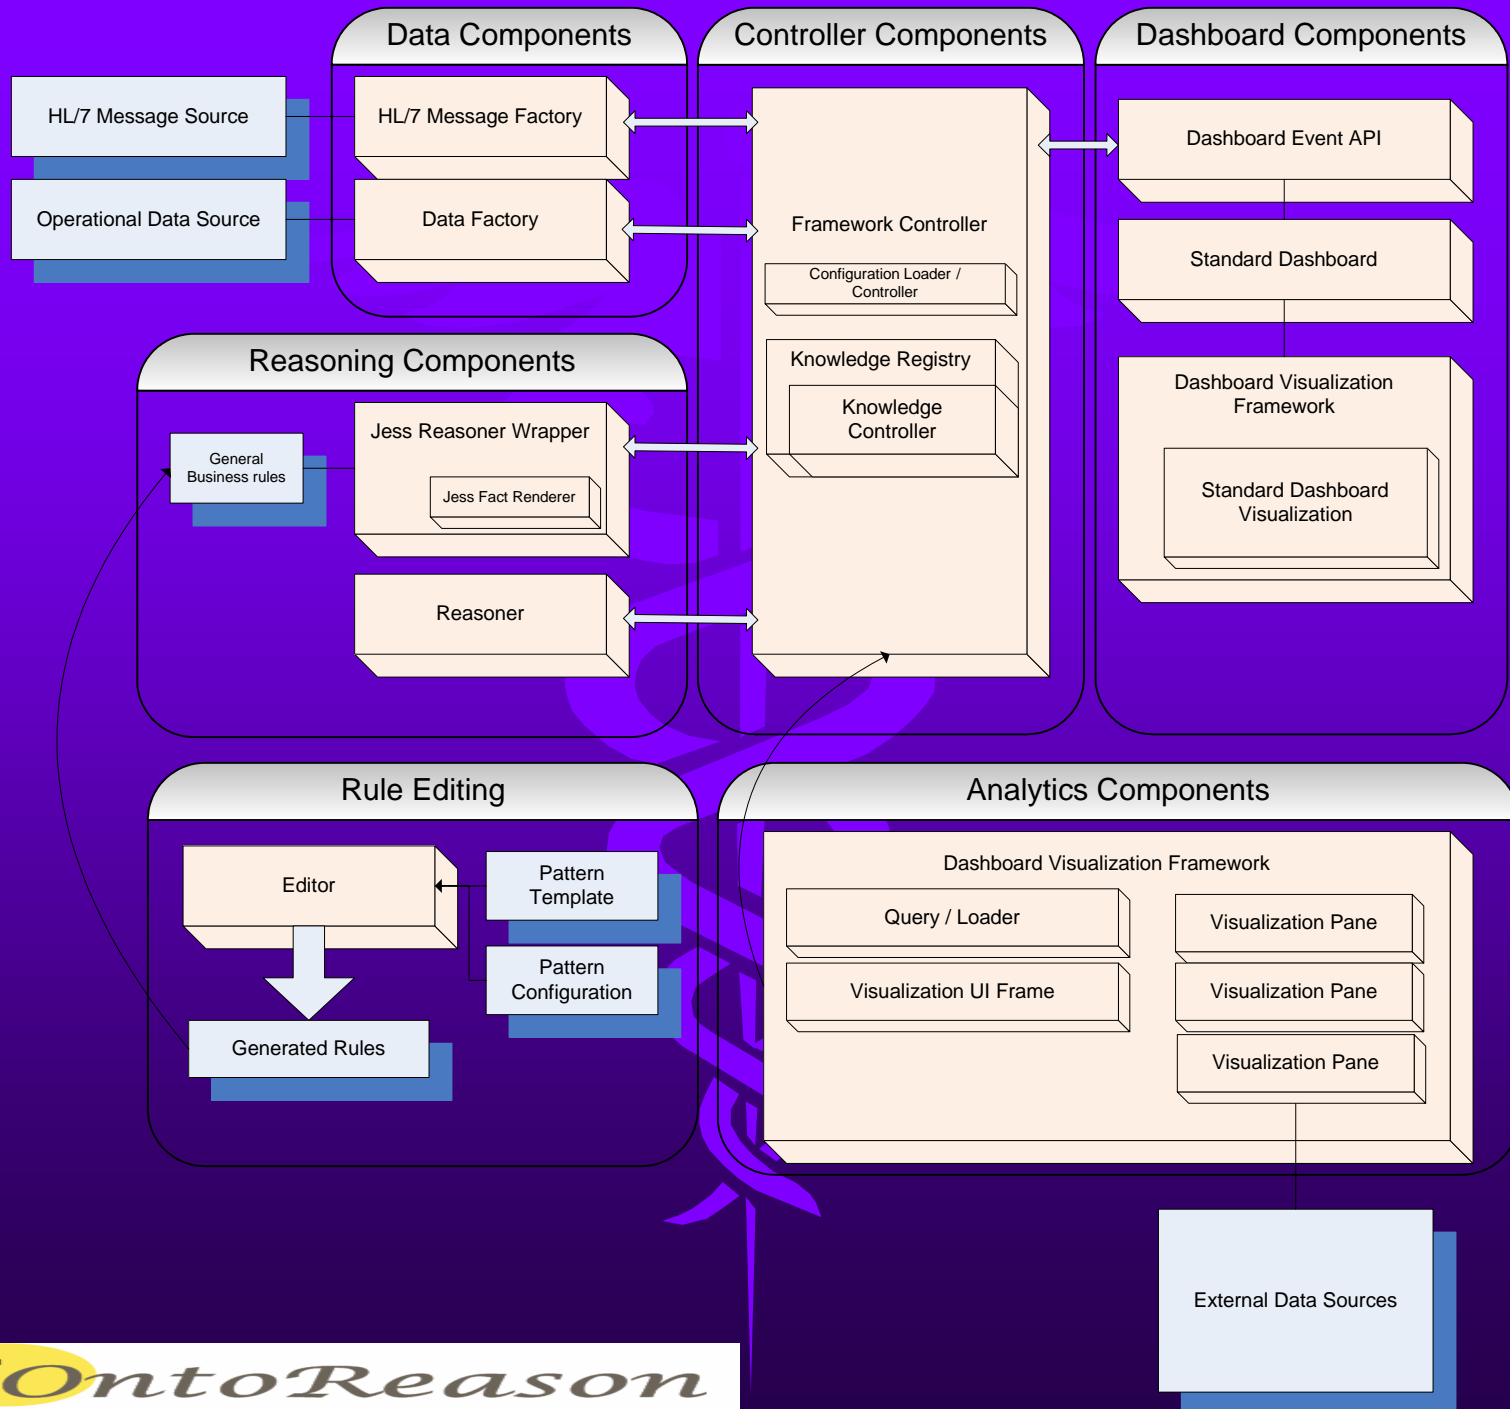 Data Components
HL/7 Message Source
HL/7 Message Factory
Operational Data Source
Data Factory
Controller Components
Framework Controller
Configuration Loader /
Controller
Knowledge Registry
Knowledge
Controller
Dashboard Components
Dashboard Event API
Standard Dashboard
Dashboard Visualization
Framework
Standard Dashboard
Visualization
Reasoning Components
General
Business rules
Jess Reasoner Wrapper
Jess Fact Renderer
Reasoner
Rule Editing
Editor
Pattern
Template
Pattern
Configuration
Generated Rules
Analytics Components
Dashboard Visualization Framework
Query / Loader
Visualization UI Frame
Visualization Pane
Visualization Pane
Visualization Pane
External Data Sources
OntoReason